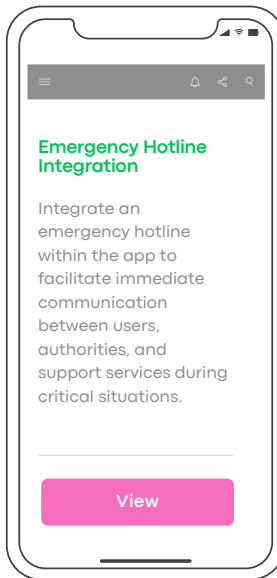 Emergency Hotline
Integration
Integrate an
emergency hotline
within the app to
facilitate immediate
communication
between users,
authorities, and
support services during
critical situations.
View